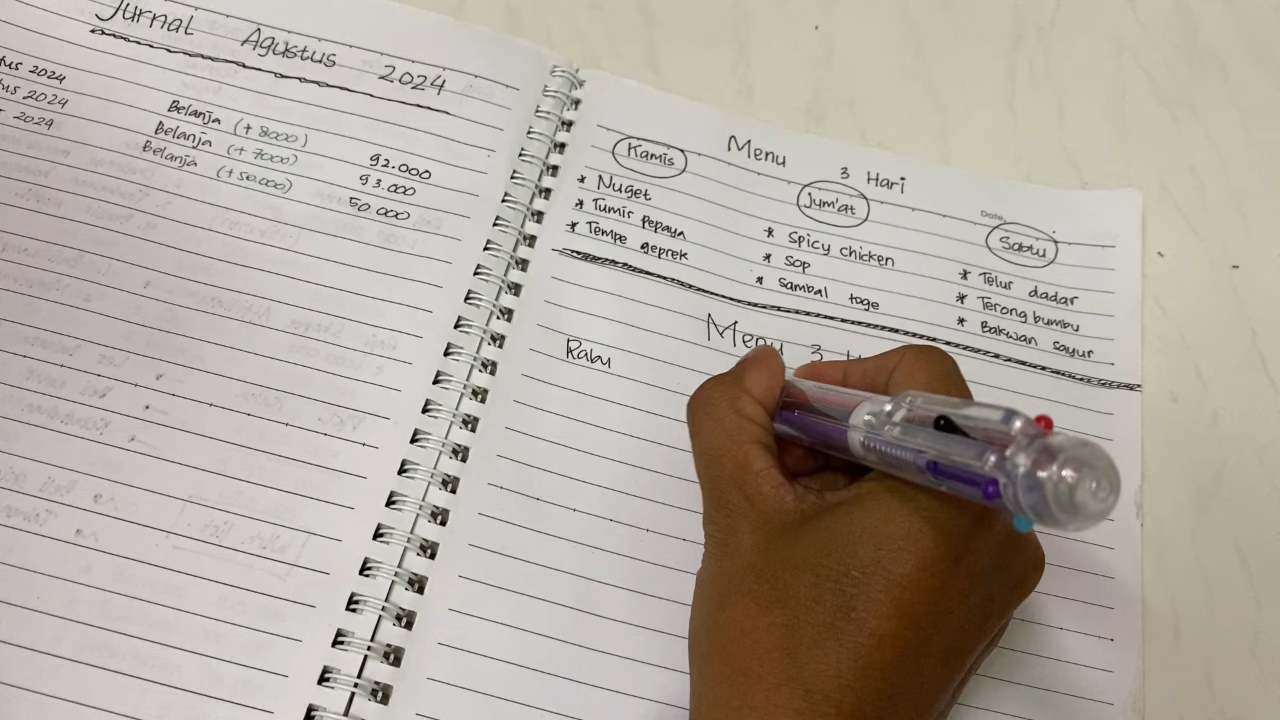 Jurnal Agustus 2024
2024
Belanja (+ 8000) 92.000
2024
Belanja (+ 7000) 93.000
2024
Belanja (+50.000) 50.000
Menu 3 Hari
Kamis
* Nuget
* Tumis pepaya
* Tempe geprek
Jum'at
* Spicy chicken
* Sop
* Sambal toge
Date:
Sabtu
* Telur dadar
* Terong bumbu
* Bakwan sayur
Menu 3
Rabu